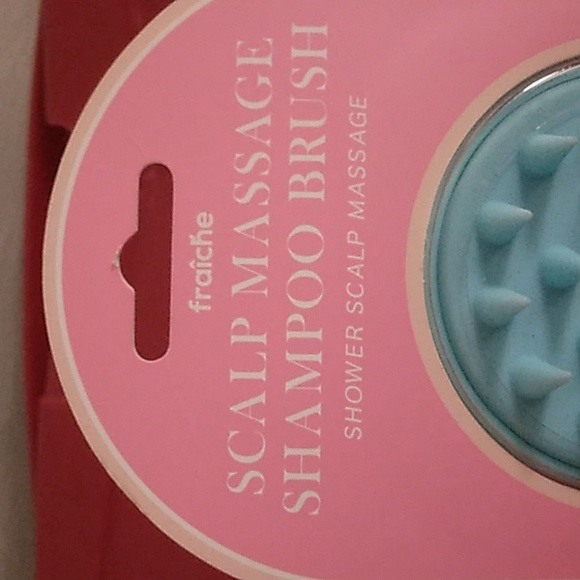 fraîche
SCALP MASSAGE
SHAMPOO BRUSH
SHOWER SCALP MASSAGE